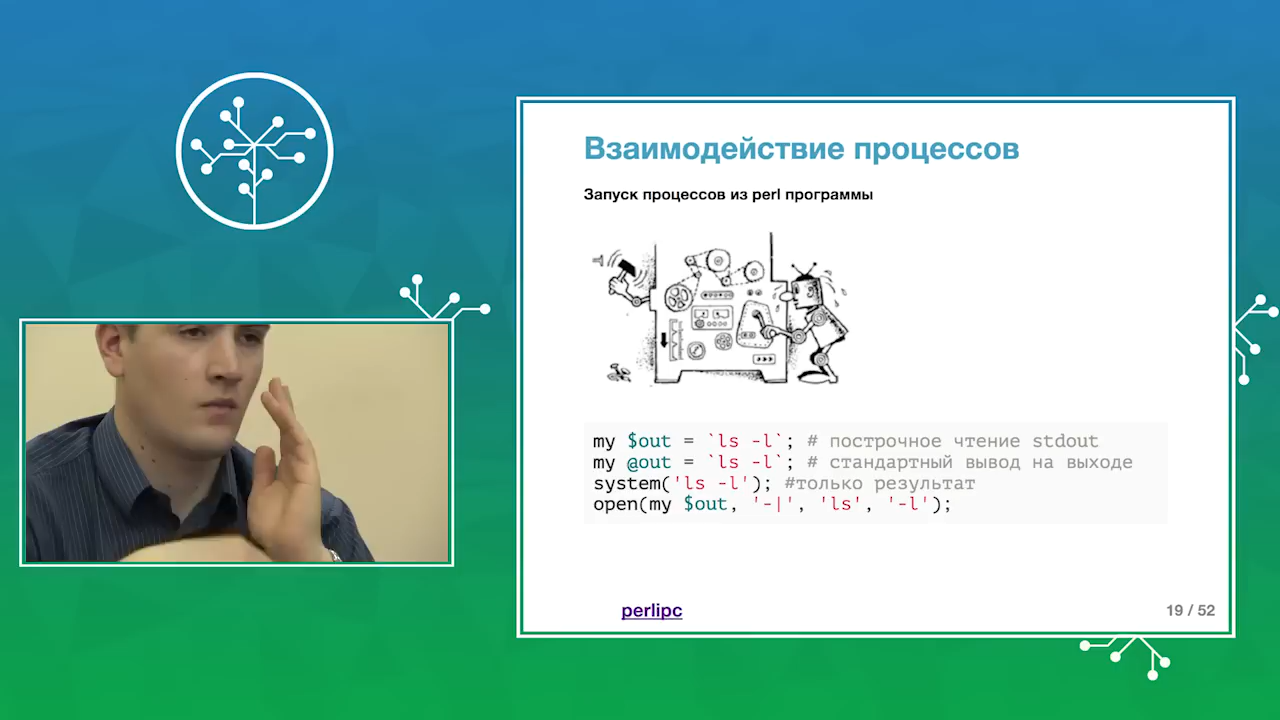 Взаимодействие процессов
Запуск процессов из perl программы
my $out = `ls -l`; # построчное чтение stdout
my @out = `ls -l`; # стандартный вывод на выходе
system('ls -l'); #только результат
open(my $out, '-|', 'ls', '-l');
perlipc
19 / 52